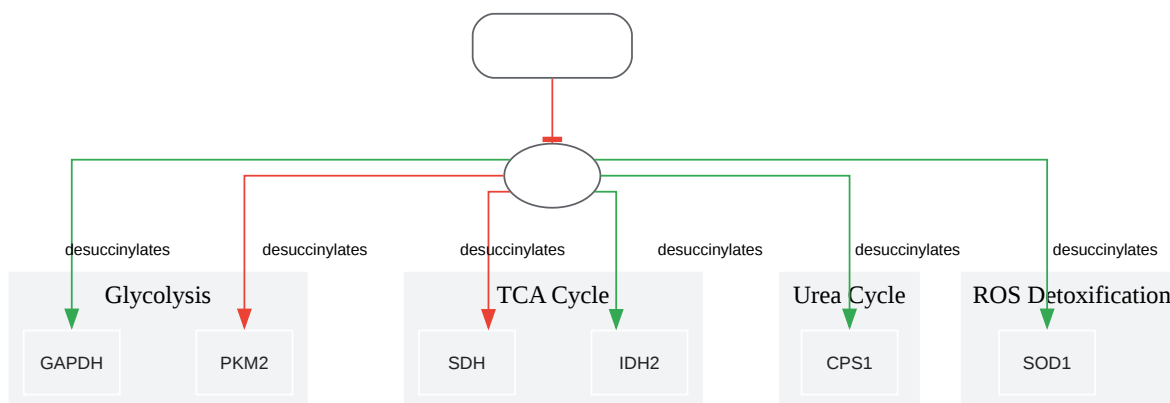 desuccinylates desuccinylates desuccinylates desuccinylates desuccinylates desuccinylates
Glycolysis TCA Cycle Urea Cycle ROS Detoxification
GAPDH PKM2 SDH IDH2 CPS1 SOD1